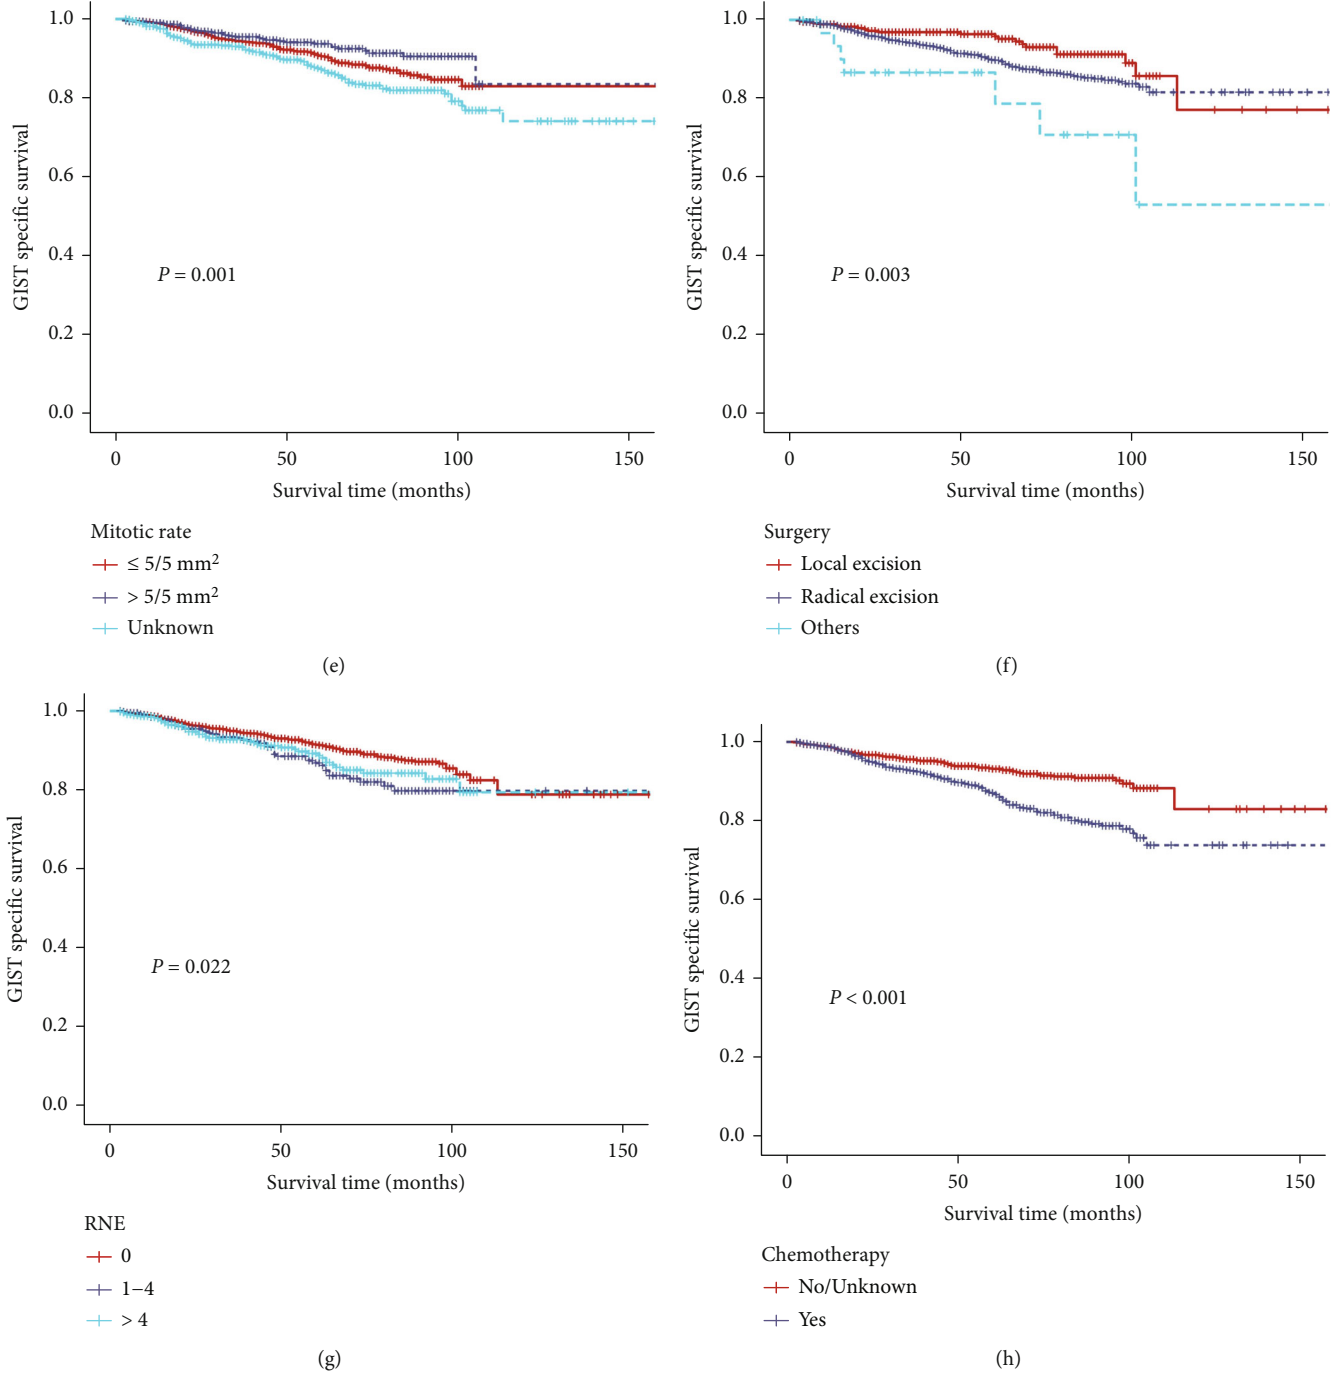 1.0
0.8
0.6
0.4
0.2
0.0
GIST specific survival
P = 0.001
0 50 100 150
Survival time (months)
Mitotic rate
≤ 5/5 mm²
> 5/5 mm²
Unknown
(e)
1.0
0.8
0.6
0.4
0.2
0.0
GIST specific survival
P = 0.003
0 50 100 150
Survival time (months)
Surgery
Local excision
Radical excision
Others
(f)
1.0
0.8
0.6
0.4
0.2
0.0
GIST specific survival
P = 0.022
0 50 100 150
Survival time (months)
RNE
0
1–4
> 4
(g)
1.0
0.8
0.6
0.4
0.2
0.0
GIST specific survival
P < 0.001
0 50 100 150
Survival time (months)
Chemotherapy
No/Unknown
Yes
(h)